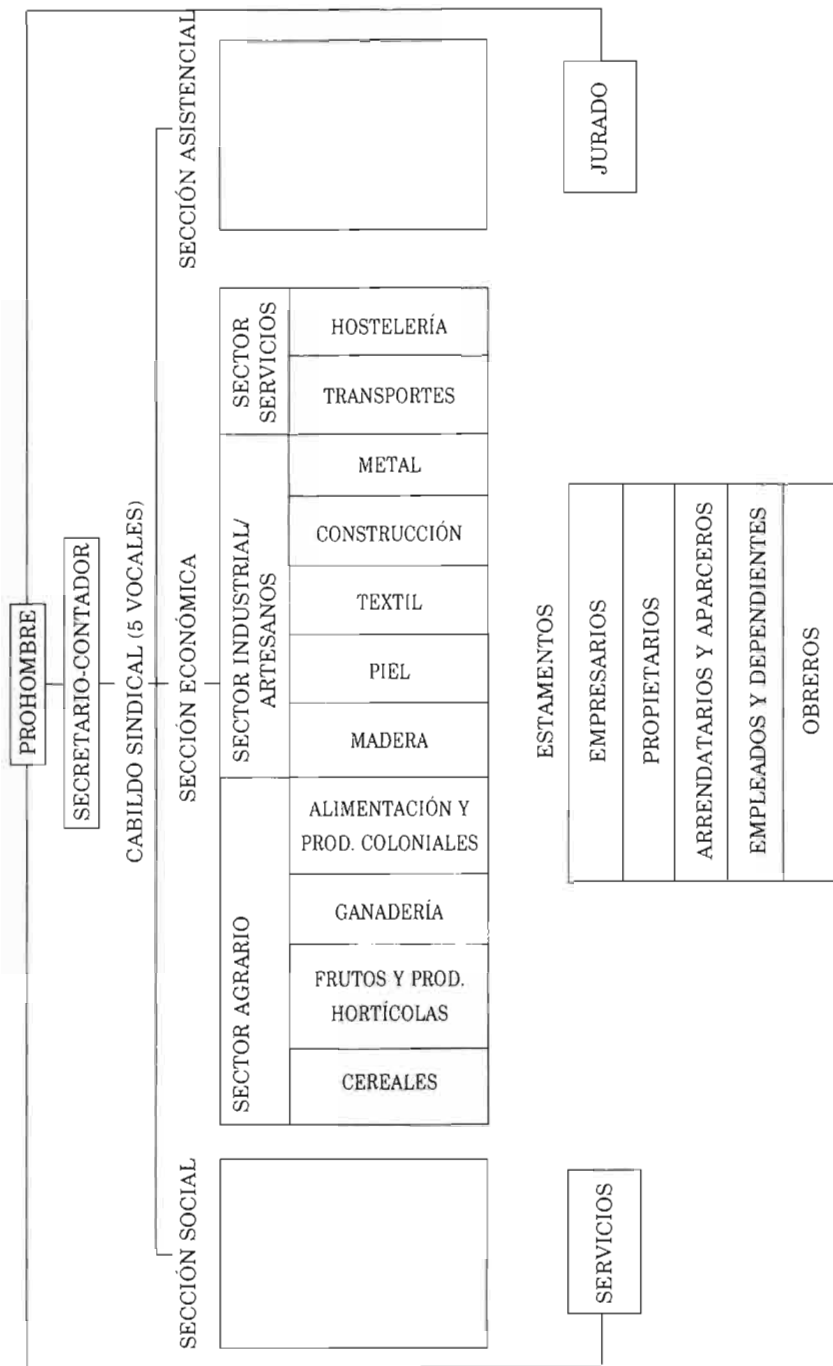 PROHOMBRE
SECRETARIO-CONTADOR
CABILDO SINDICAL (5 VOCALES)
SECCIÓN SOCIAL
SECCIÓN ECONÓMICA
SECCIÓN ASISTENCIAL
SECTOR AGRARIO
SECTOR INDUSTRIAL/
ARTESANOS
SECTOR
SERVICIOS
CEREALES
FRUTOS Y PROD.
HORTÍCOLAS
GANADERÍA
ALIMENTACIÓN Y
PROD. COLONIALES
MADERA
PIEL
TEXTIL
CONSTRUCCIÓN
METAL
TRANSPORTES
HOSTELERÍA
SERVICIOS
ESTAMENTOS
EMPRESARIOS
PROPIETARIOS
ARRENDATARIOS Y APARCEROS
EMPLEADOS Y DEPENDIENTES
OBREROS
JURADO